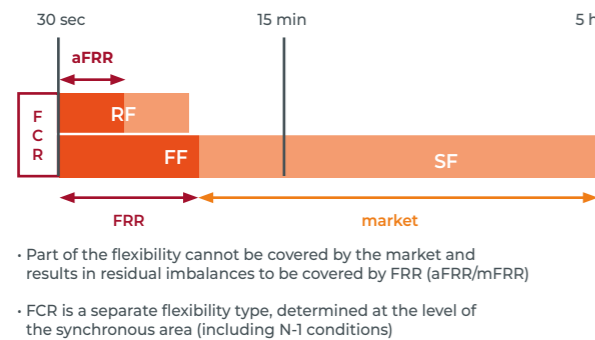 30 sec
15 min
5 h
aFRR
F
C
R
RF
FF
SF
FRR
market
· Part of the flexibility cannot be covered by the market and
results in residual imbalances to be covered by FRR (aFRR/mFRR)
· FCR is a separate flexibility type, determined at the level of
the synchronous area (including N-1 conditions)